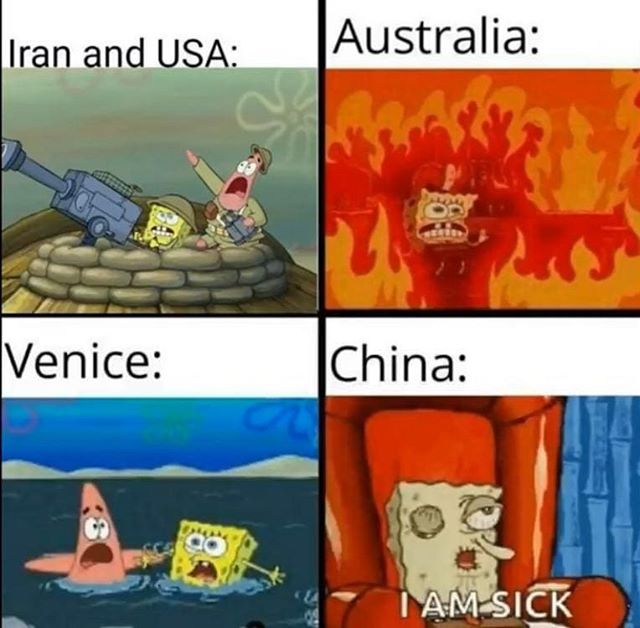 Iran and USA:
Australia:
Venice:
China:
I AM SICK